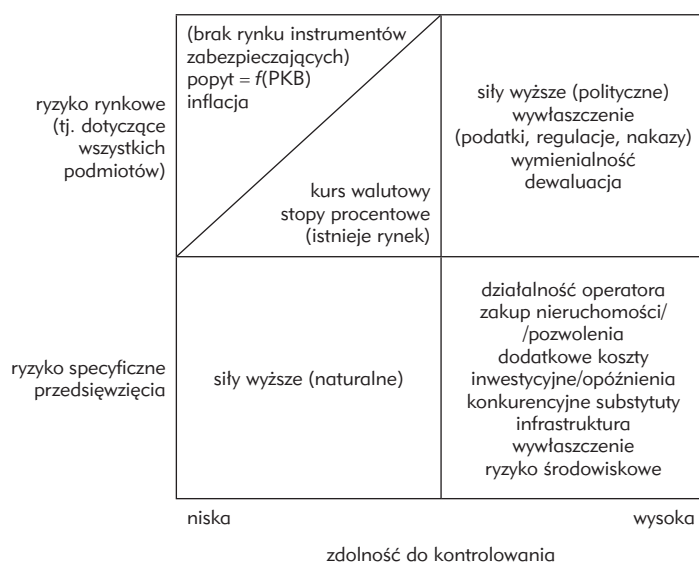 ryzyko rynkowe
(tj. dotyczące
wszystkich
podmiotów)
(brak rynku instrumentów
zabezpieczających)
popyt = f(PKB)
inflacja
kurs walutowy
stopy procentowe
(istnieje rynek)
siły wyższe (polityczne)
wywłaszczenie
(podatki, regulacje, nakazy)
wymienialność
dewaluacja
ryzyko specyficzne
przedsięwzięcia
siły wyższe (naturalne)
działalność operatora
zakup nieruchomości/
/pozwolenia
dodatkowe koszty
inwestycyjne/opóźnienia
konkurencyjne substytuty
infrastruktura
wywłaszczenie
ryzyko środowiskowe
niska
wysoka
zdolność do kontrolowania